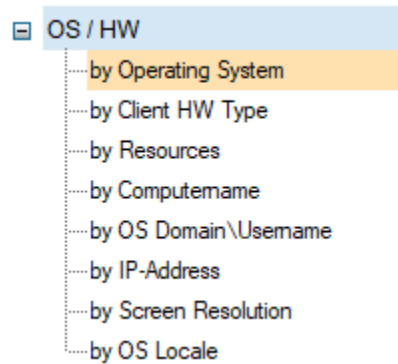 OS / HW
by Operating System
by Client HW Type
by Resources
by Computername
by OS Domain\Username
by IP-Address
by Screen Resolution
by OS Locale